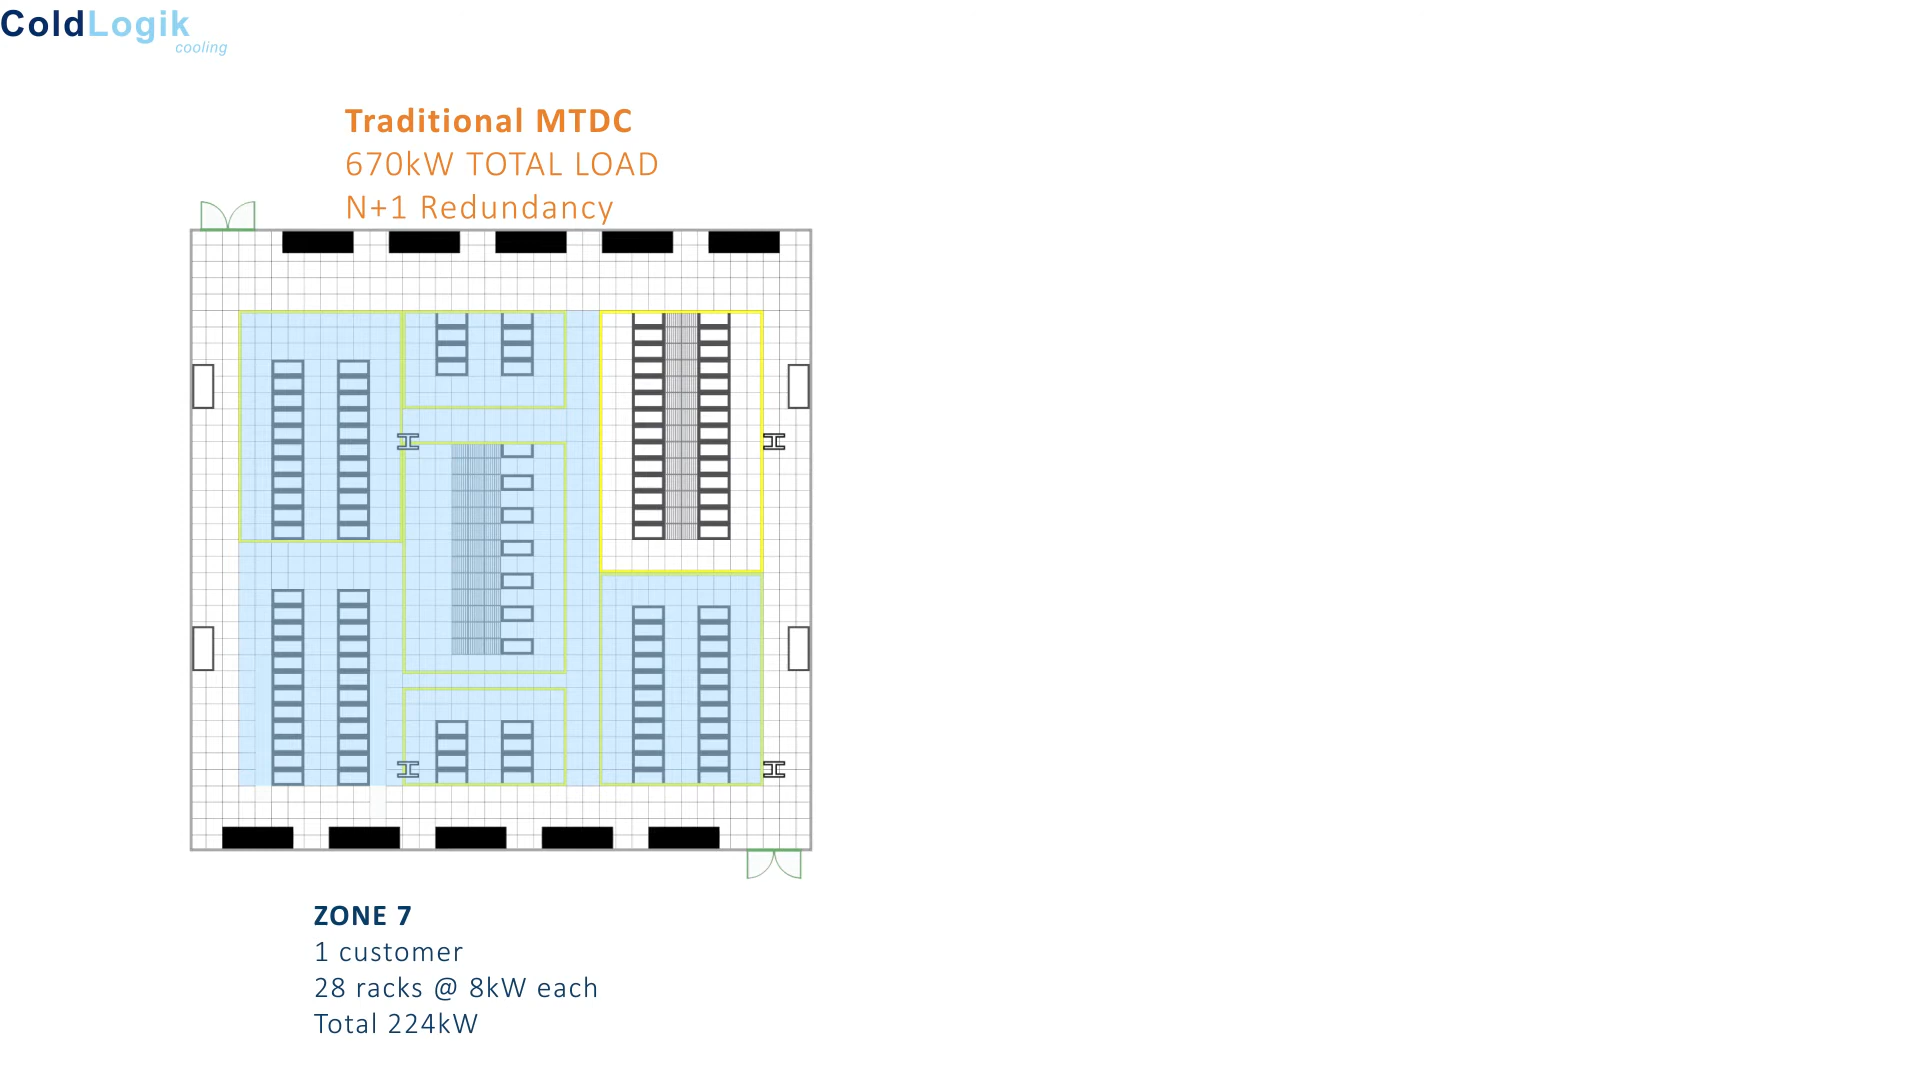 ColdLogik
cooling
Traditional MTDC
670kW TOTAL LOAD
N+1 Redundancy
ZONE 7
1 customer
28 racks @ 8kW each
Total 224kW